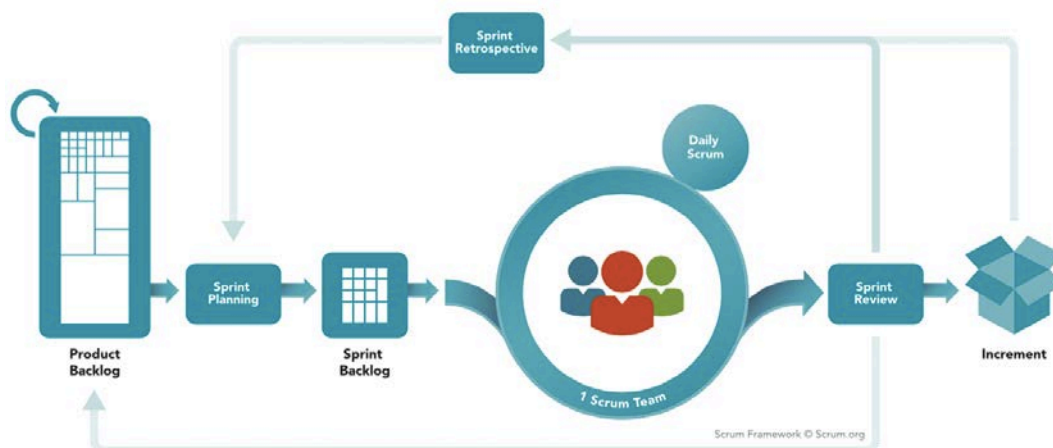 Sprint
Retrospective
Daily
Scrum
Sprint
Planning
Sprint
Review
Product
Backlog
Sprint
Backlog
Increment
1 Scrum Team
Scrum Framework © Scrum.org